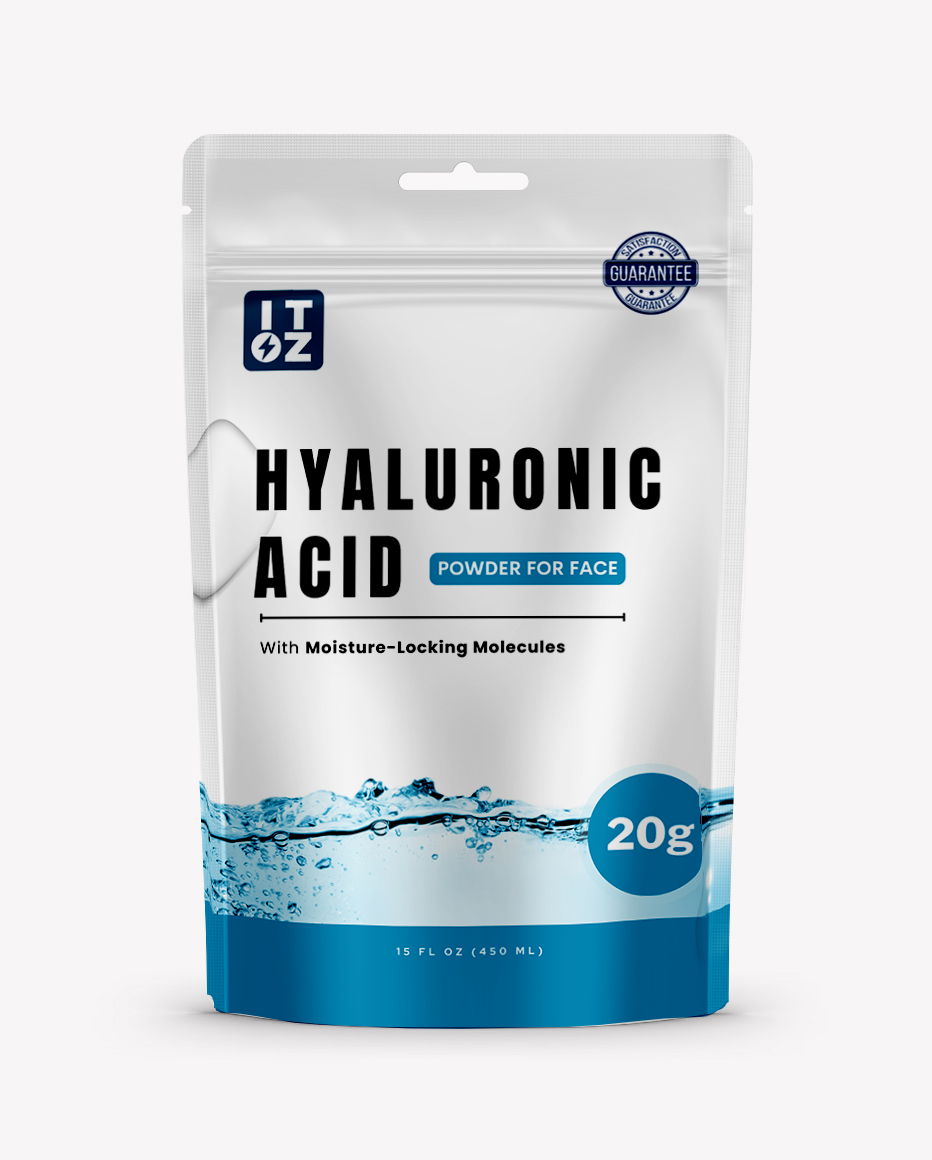 SATISFACTION
GUARANTEE
GUARANTEE
IT
OZ
HYALURONIC
ACID
POWDER FOR FACE
With Moisture-Locking Molecules
20g
15 FL OZ (450 ML)